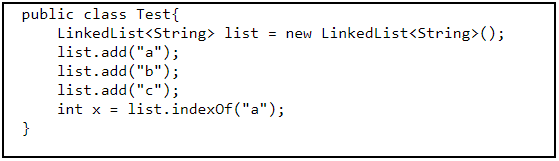 public class Test{
    LinkedList<String> list = new LinkedList<String>();
    list.add("a");
    list.add("b");
    list.add("c");
    int x = list.indexOf("a");
}